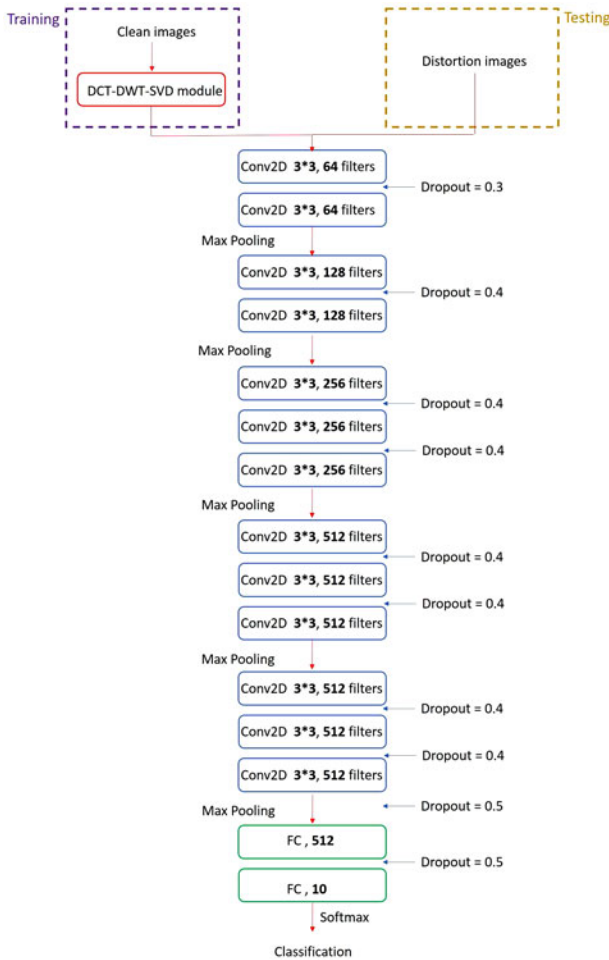 Training
Testing
Clean images
DCT-DWT-SVD module
Distortion images
Conv2D 3*3, 64 filters
Dropout = 0.3
Conv2D 3*3, 64 filters
Max Pooling
Conv2D 3*3, 128 filters
Dropout = 0.4
Conv2D 3*3, 128 filters
Max Pooling
Conv2D 3*3, 256 filters
Dropout = 0.4
Conv2D 3*3, 256 filters
Dropout = 0.4
Conv2D 3*3, 256 filters
Max Pooling
Conv2D 3*3, 512 filters
Dropout = 0.4
Conv2D 3*3, 512 filters
Dropout = 0.4
Conv2D 3*3, 512 filters
Max Pooling
Conv2D 3*3, 512 filters
Dropout = 0.4
Conv2D 3*3, 512 filters
Dropout = 0.4
Conv2D 3*3, 512 filters
Max Pooling
Dropout = 0.5
FC , 512
Dropout = 0.5
FC , 10
Softmax
Classification